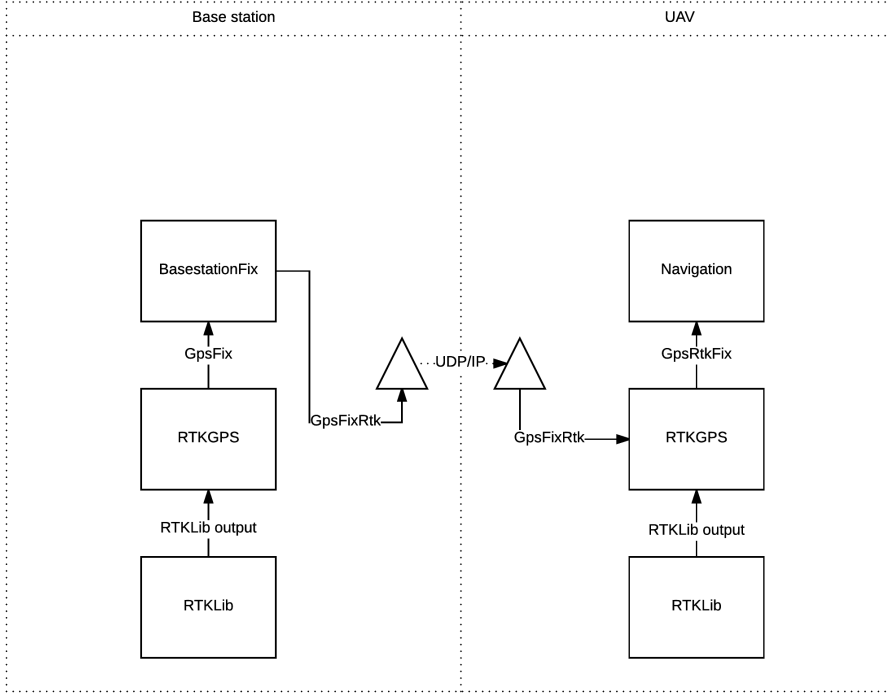 Base station
UAV
BasestationFix
Navigation
GpsFix
UDP/IP
GpsRtkFix
GpsFixRtk
GpsFixRtk
RTKGPS
RTKGPS
RTKLib output
RTKLib output
RTKLib
RTKLib